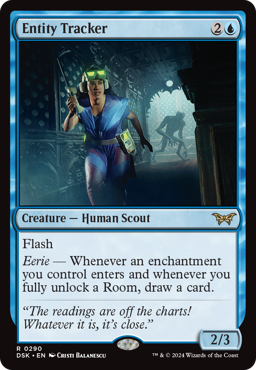 Entity Tracker 2
Creature — Human Scout
Flash
Eerie — Whenever an enchantment
you control enters and whenever you
fully unlock a Room, draw a card.
“The readings are off the charts!
Whatever it is, it’s close.”
2/3
R 0290
DSK • EN Cristi Balanescu
™ & © 2024 Wizards of the Coast